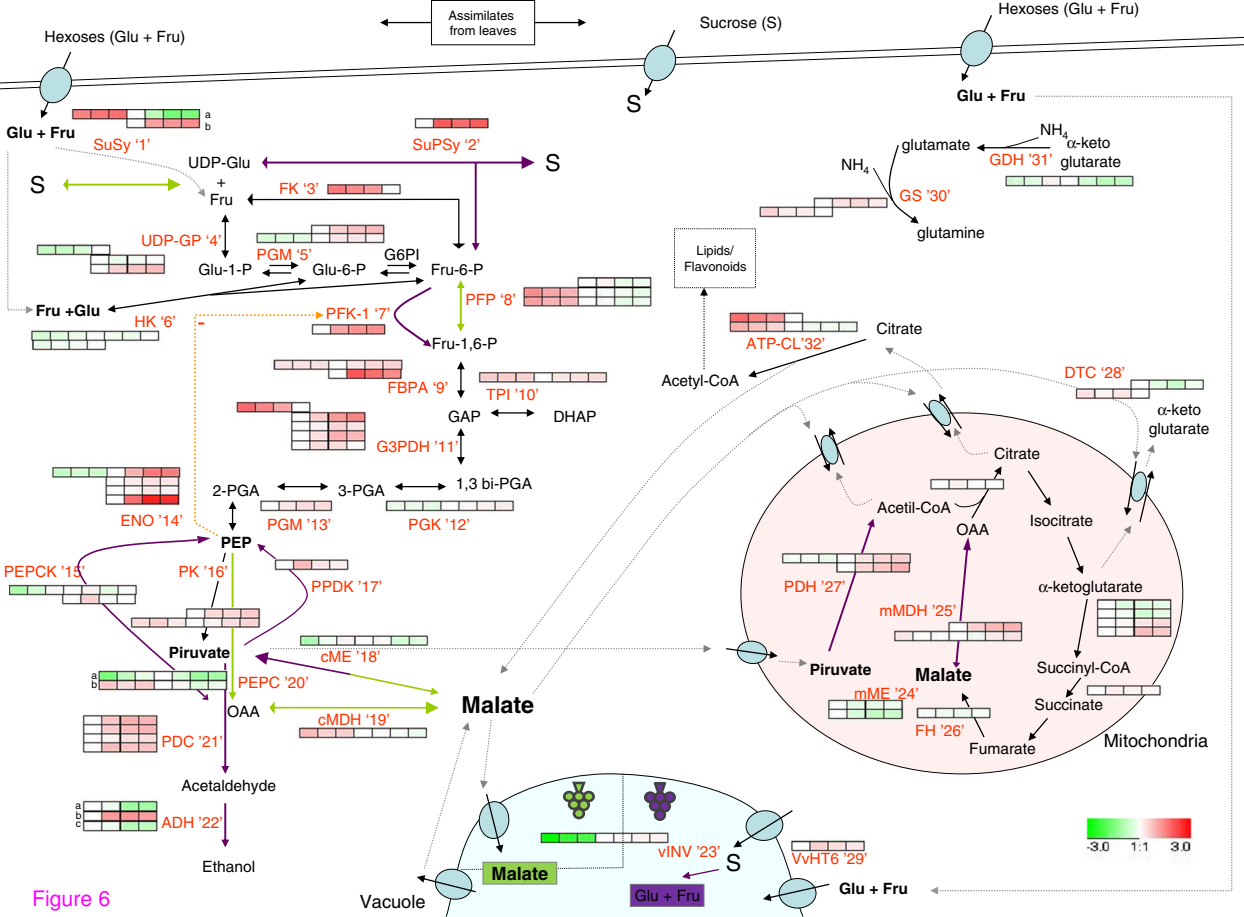 Assimilates
from leaves
Hexoses (Glu + Fru)
Sucrose (S)
Hexoses (Glu + Fru)
Glu + Fru
a
b
SuSy ‘1’
SuPSy ‘2’
S
Glu + Fru
S
UDP-Glu
+
Fru
S
FK ‘3’
UDP-GP ‘4’
PGM ‘5’
G6PI
Glu-1-P
Glu-6-P
Fru-6-P
PFP ‘8’
Fru +Glu
HK ‘6’
-
PFK-1 ‘7’
Fru-1,6-P
FBPA ‘9’
TPI ’10’
GAP
DHAP
G3PDH ’11’
1,3 bi-PGA
3-PGA
2-PGA
ENO ’14’
PGM ’13’
PGK ’12’
PEP
PEPCK ’15’
PK ’16’
PPDK ’17’
Piruvate
cME ’18’
a
b
PEPC ’20’
OAA
cMDH ’19’
Malate
PDC ’21’
Acetaldehyde
a
b
c
ADH ’22’
Ethanol
Figure 6
NH4
glutamate
NH4
α-keto
glutarate
GDH ’31’
GS ’30’
glutamine
Lipids/
Flavonoids
ATP-CL’32’
Citrate
Acetyl-CoA
DTC ‘28’
α-keto
glutarate
Citrate
Acetil-CoA
OAA
Isocitrate
α-ketoglutarate
PDH ’27’
mMDH ’25’
Piruvate
Malate
mME ’24’
FH ’26’
Succinyl-CoA
Succinate
Fumarate
Mitochondria
vINV ’23’
S
Malate
Glu + Fru
VvHT6 ’29’
Glu + Fru
Vacuole
-3.0
1:1
3.0